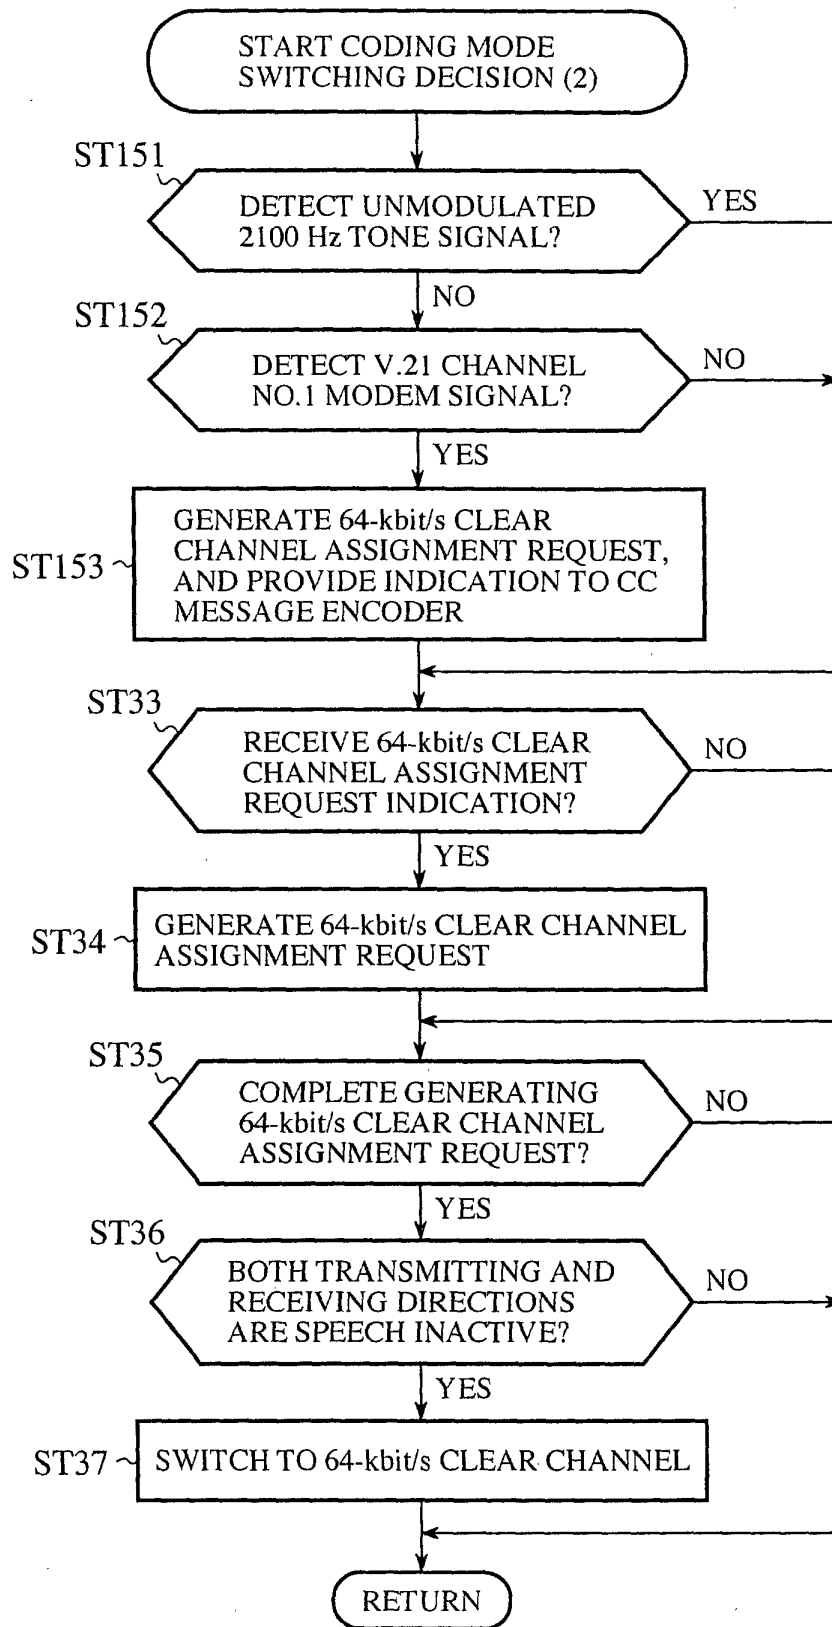 START CODING MODE
SWITCHING DECISION (2)
ST151
DETECT UNMODULATED
2100 Hz TONE SIGNAL?
YES
NO
ST152
DETECT V.21 CHANNEL
NO.1 MODEM SIGNAL?
NO
YES
ST153
GENERATE 64-kbit/s CLEAR
CHANNEL ASSIGNMENT REQUEST,
AND PROVIDE INDICATION TO CC
MESSAGE ENCODER
ST33
RECEIVE 64-kbit/s CLEAR
CHANNEL ASSIGNMENT
REQUEST INDICATION?
NO
YES
ST34
GENERATE 64-kbit/s CLEAR CHANNEL
ASSIGNMENT REQUEST
ST35
COMPLETE GENERATING
64-kbit/s CLEAR CHANNEL
ASSIGNMENT REQUEST?
NO
YES
ST36
BOTH TRANSMITTING AND
RECEIVING DIRECTIONS
ARE SPEECH INACTIVE?
NO
YES
ST37
SWITCH TO 64-kbit/s CLEAR CHANNEL
RETURN